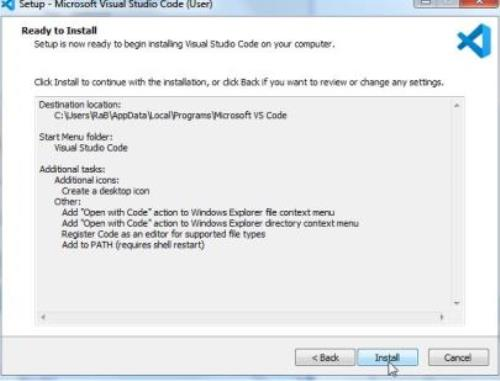 Setup - Microsoft Visual Studio Code (User)
Ready to Install
Setup is now ready to begin installing Visual Studio Code on your computer.
Click Install to continue with the installation, or click Back if you want to review or change any settings.
Destination location:
C:\Users\RaB\AppData\Local\Programs\Microsoft VS Code
Start Menu folder:
Visual Studio Code
Additional tasks:
Additional icons:
Create a desktop icon
Other:
Add "Open with Code" action to Windows Explorer file context menu
Add "Open with Code" action to Windows Explorer directory context menu
Register Code as an editor for supported file types
Add to PATH (requires shell restart)
< Back Install Cancel